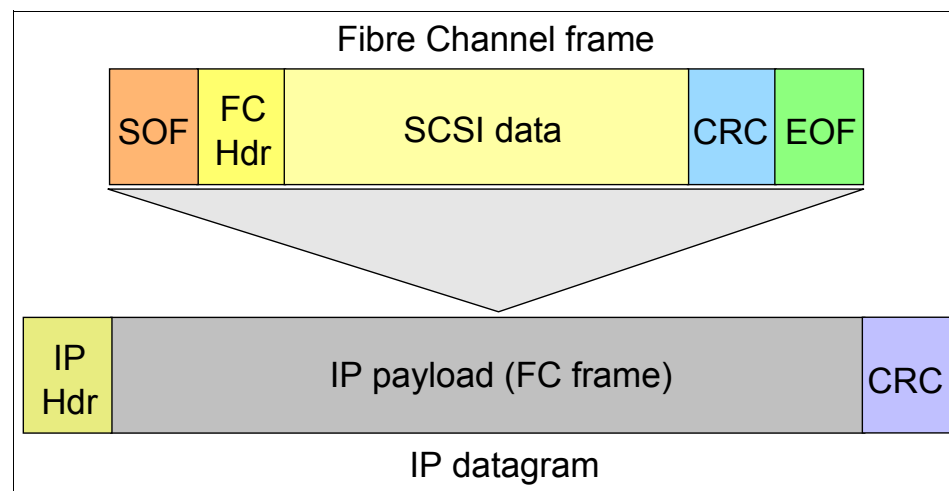 Fibre Channel frame
SOF
FC
Hdr
SCSI data
CRC
EOF
IP
Hdr
IP payload (FC frame)
CRC
IP datagram